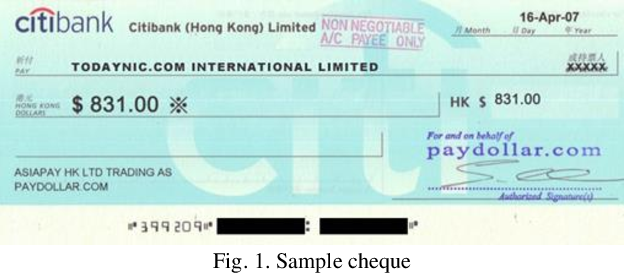 citibank Citibank (Hong Kong) Limited NON NEGOTIABLE A/C PAYEE ONLY
16-Apr-07
月 Month 日 Day 年 Year
祈付 PAY TODAYNIC.COM INTERNATIONAL LIMITED 或持票人 XXXXX
港元 HONG KONG DOLLARS $ 831.00 ※ HK $ 831.00
For and on behalf of
paydollar.com
ASIAPAY HK LTD TRADING AS
PAYDOLLAR.COM
Authorized Signature(s)
⑈399209⑈ :
Fig. 1. Sample cheque